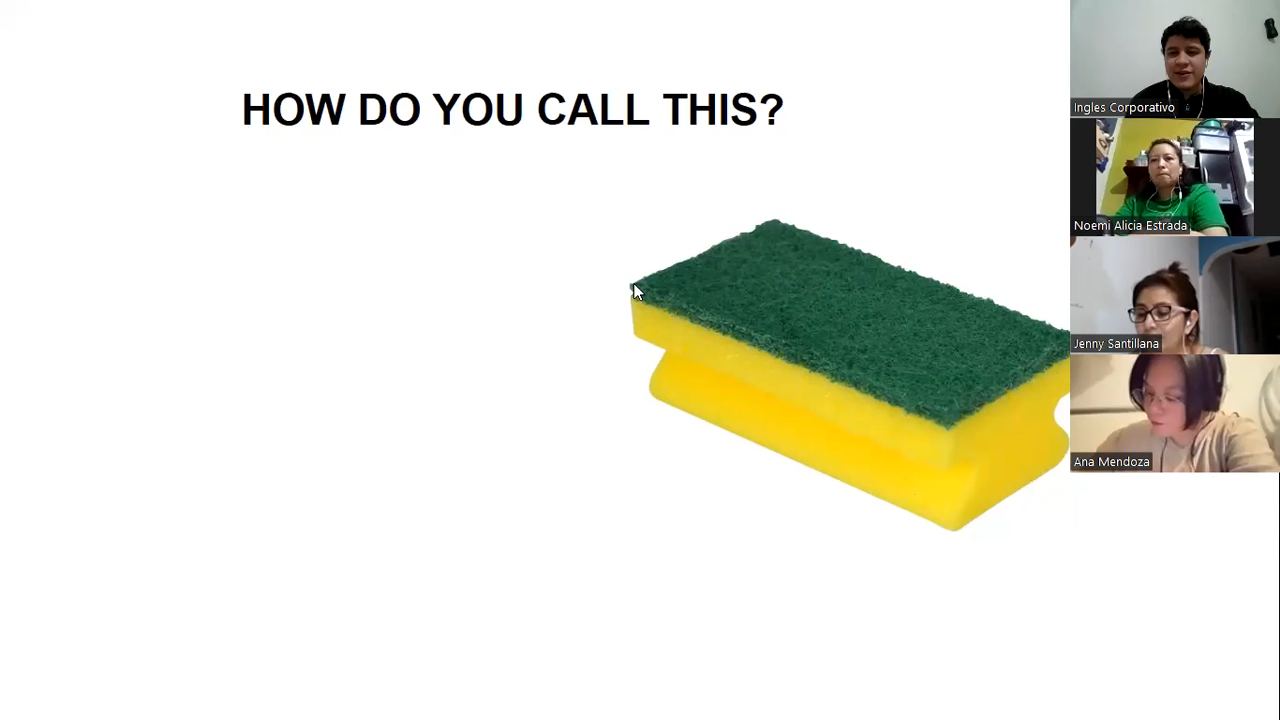 HOW DO YOU CALL THIS?
Ingles Corporativo
Noemi Alicia Estrada
Jenny Santillana
Ana Mendoza